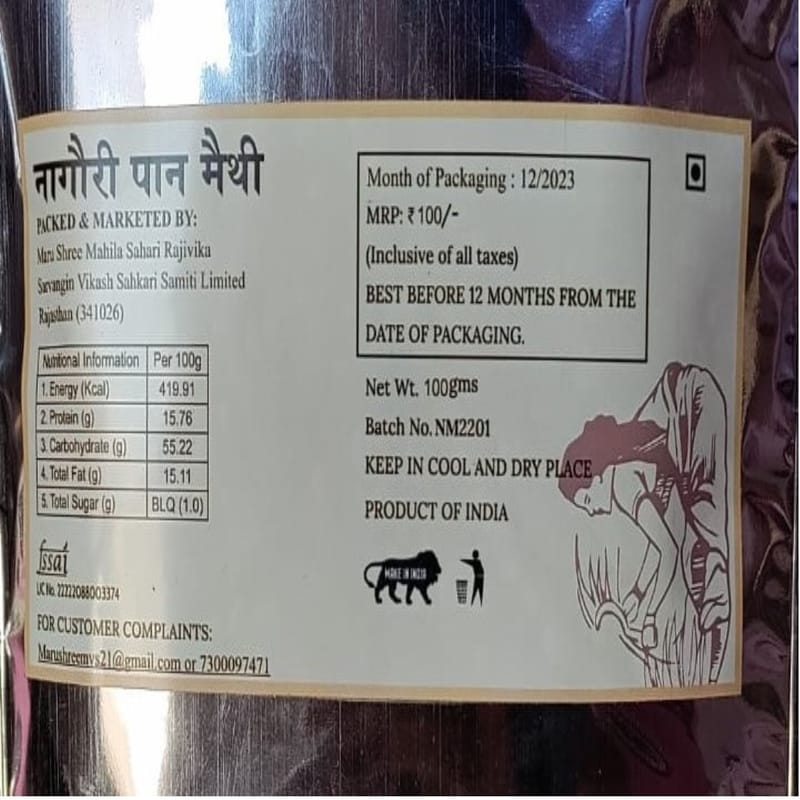 नागौरी पान मैथी
PACKED & MARKETED BY:
Maru Shree Mahila Sahari Rajivika
Sarvangin Vikash Sahkari Samiti Limited
Rajasthan (341026)
Nutritional Information Per 100g
1. Energy (Kcal) 419.91
2. Protein (g) 15.76
3. Carbohydrate (g) 55.22
4. Total Fat (g) 15.11
5. Total Sugar (g) BLQ (1.0)
fssai
LIC No. 22222088003374
FOR CUSTOMER COMPLAINTS:
Marushreemvs21@gmail.com or 7300097471
Month of Packaging : 12/2023
MRP: ₹ 100/-
(Inclusive of all taxes)
BEST BEFORE 12 MONTHS FROM THE
DATE OF PACKAGING.
Net Wt. 100gms
Batch No. NM2201
KEEP IN COOL AND DRY PLACE
PRODUCT OF INDIA
MAKE IN INDIA